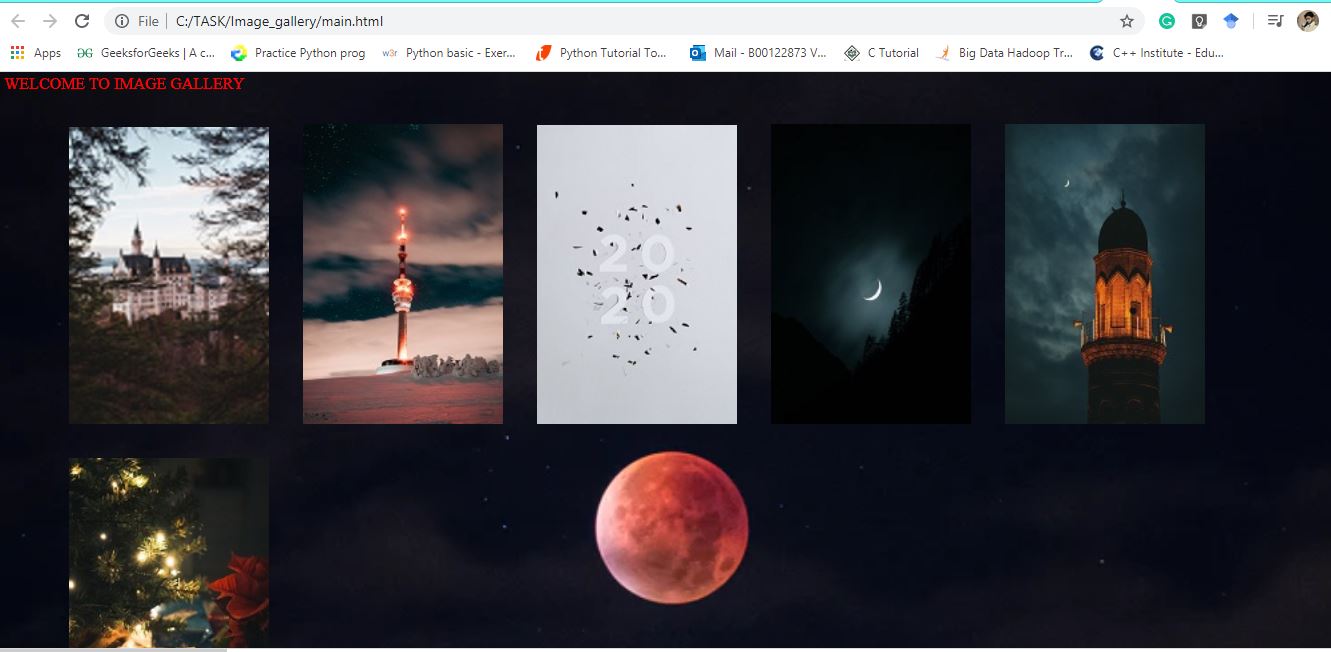 File C:/TASK/Image_gallery/main.html
Apps GeeksforGeeks | A c... Practice Python prog w3r Python basic - Exer... Python Tutorial To... Mail - B00122873 V... C Tutorial Big Data Hadoop Tr... C++ Institute - Edu...
WELCOME TO IMAGE GALLERY
20
20